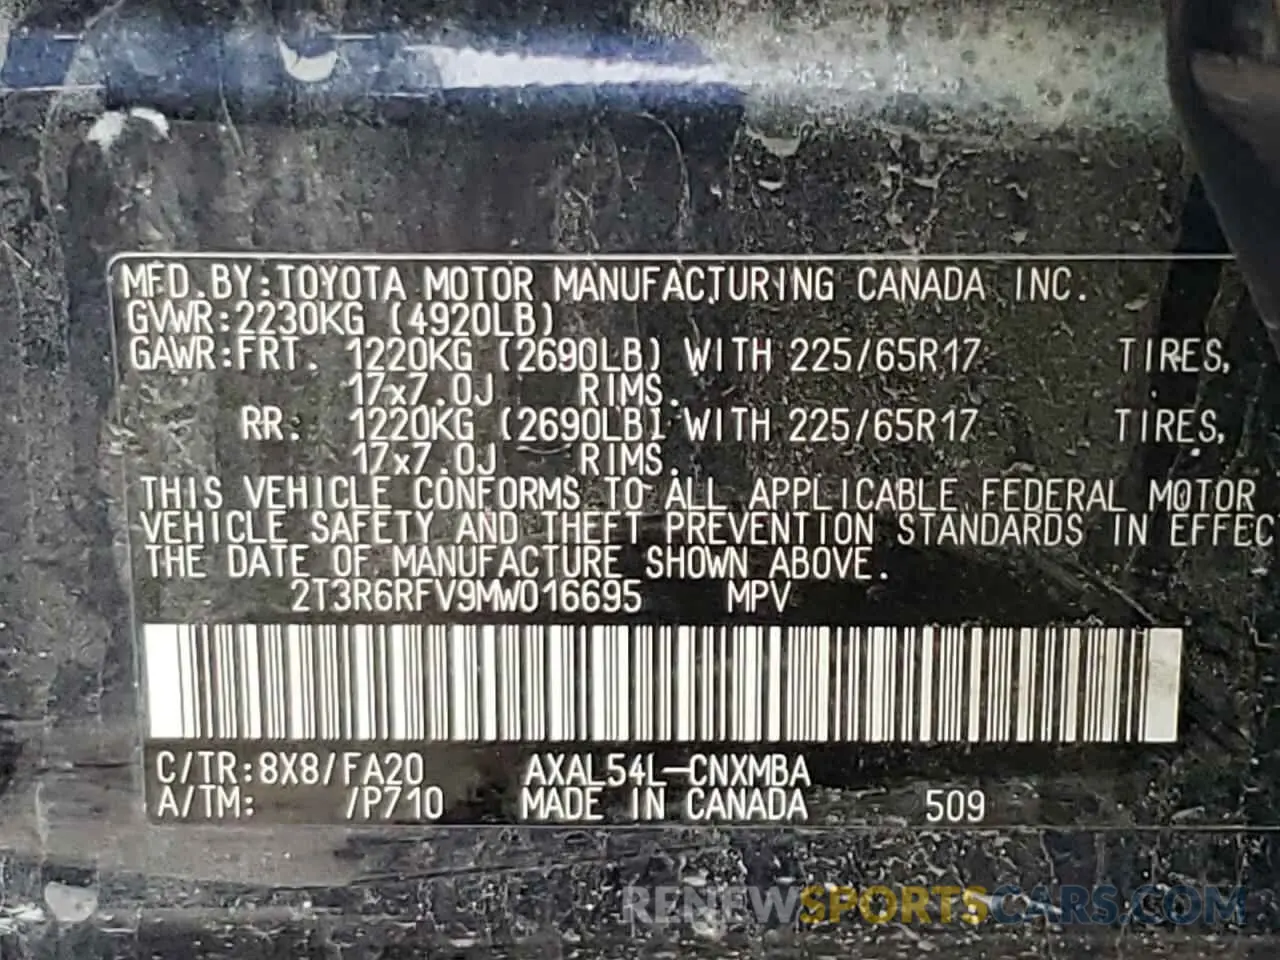 MFD.BY:TOYOTA MOTOR MANUFACTURING CANADA INC.
GVWR:2230KG (4920LB)
GAWR:FRT. 1220KG (2690LB) WITH 225/65R17 TIRES,
17x7.0J RIMS.
RR. 1220KG (2690LB) WITH 225/65R17 TIRES,
17x7.0J RIMS.
THIS VEHICLE CONFORMS TO ALL APPLICABLE FEDERAL MOTOR
VEHICLE SAFETY AND THEFT PREVENTION STANDARDS IN EFFEC
THE DATE OF MANUFACTURE SHOWN ABOVE.
2T3R6RFV9MW016695 MPV
C/TR:8X8/FA20 AXAL54L-CNXMBA
A/TM: /P710 MADE IN CANADA 509
RENEWSPORTSCARS.COM